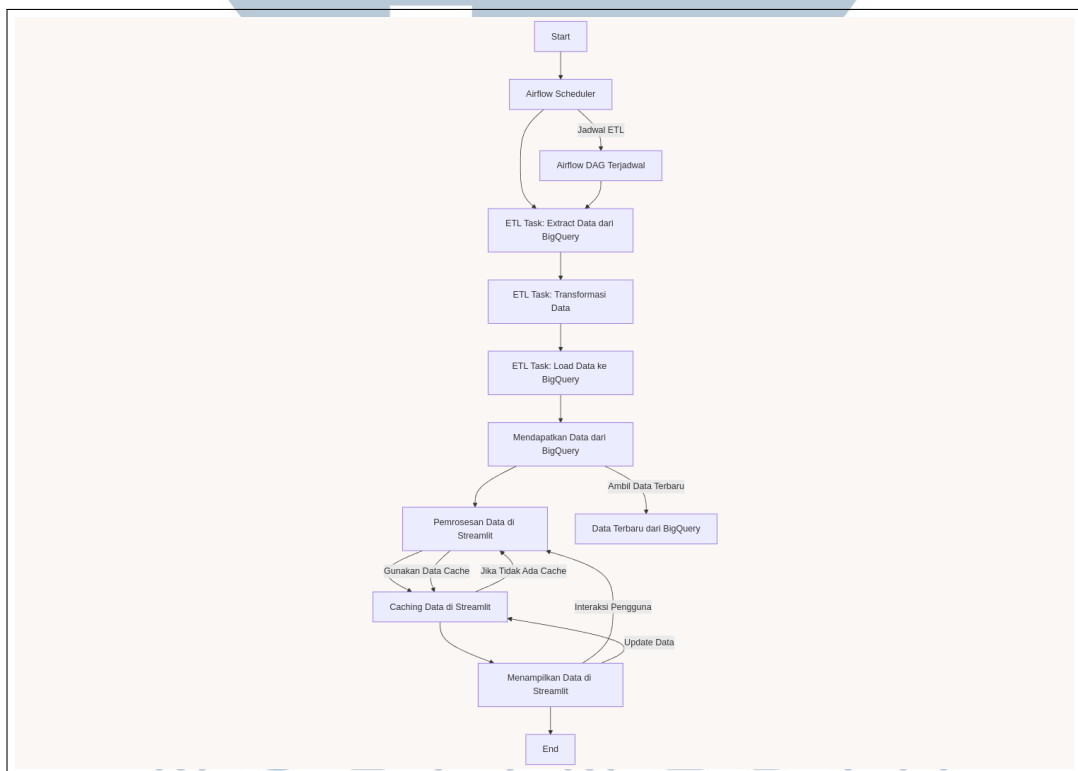 Start
Airflow Scheduler
Jadwal ETL
Airflow DAG Terjadwal
ETL Task: Extract Data dari
BigQuery
ETL Task: Transformasi
Data
ETL Task: Load Data ke
BigQuery
Mendapatkan Data dari
BigQuery
Ambil Data Terbaru
Pemrosesan Data di
Streamlit
Data Terbaru dari BigQuery
Gunakan Data Cache
Jika Tidak Ada Cache
Caching Data di Streamlit
Interaksi Pengguna
Update Data
Menampilkan Data di
Streamlit
End